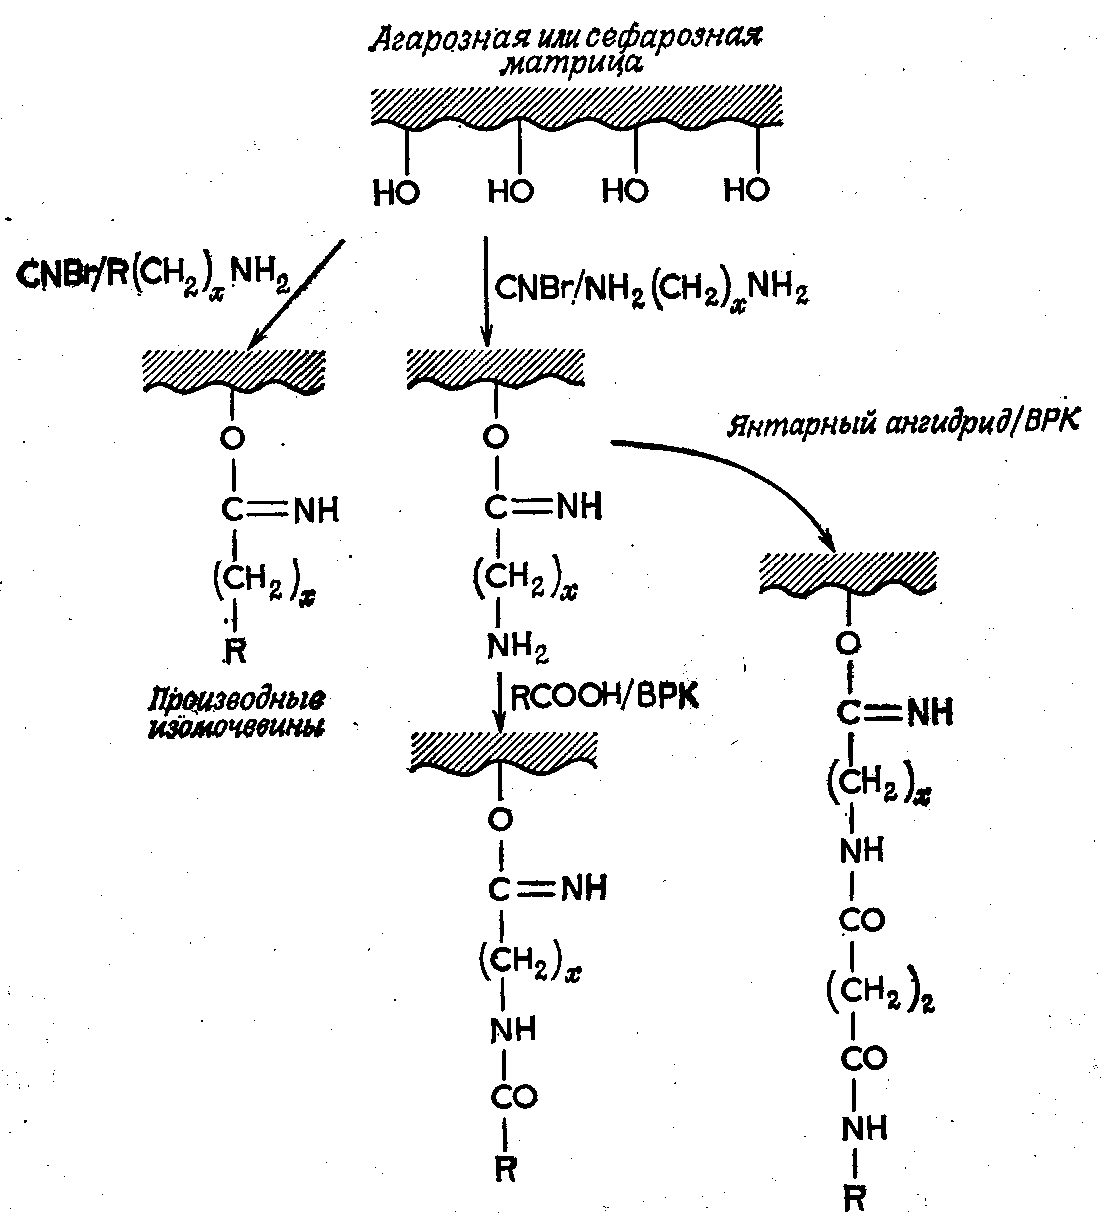 Агарозная или сефарозная
матрица
HO HO HO HO
CNBr/R(CH2)xNH2
CNBr/NH2(CH2)xNH2
O
C=NH
(CH2)x
R
Производные
изомочевины
O
C=NH
(CH2)x
NH2
RCOOH/ВРК
O
C=NH
(CH2)x
NH
CO
R
Янтарный ангидрид/ВРК
O
C=NH
(CH2)x
NH
CO
(CH2)2
CO
NH
R